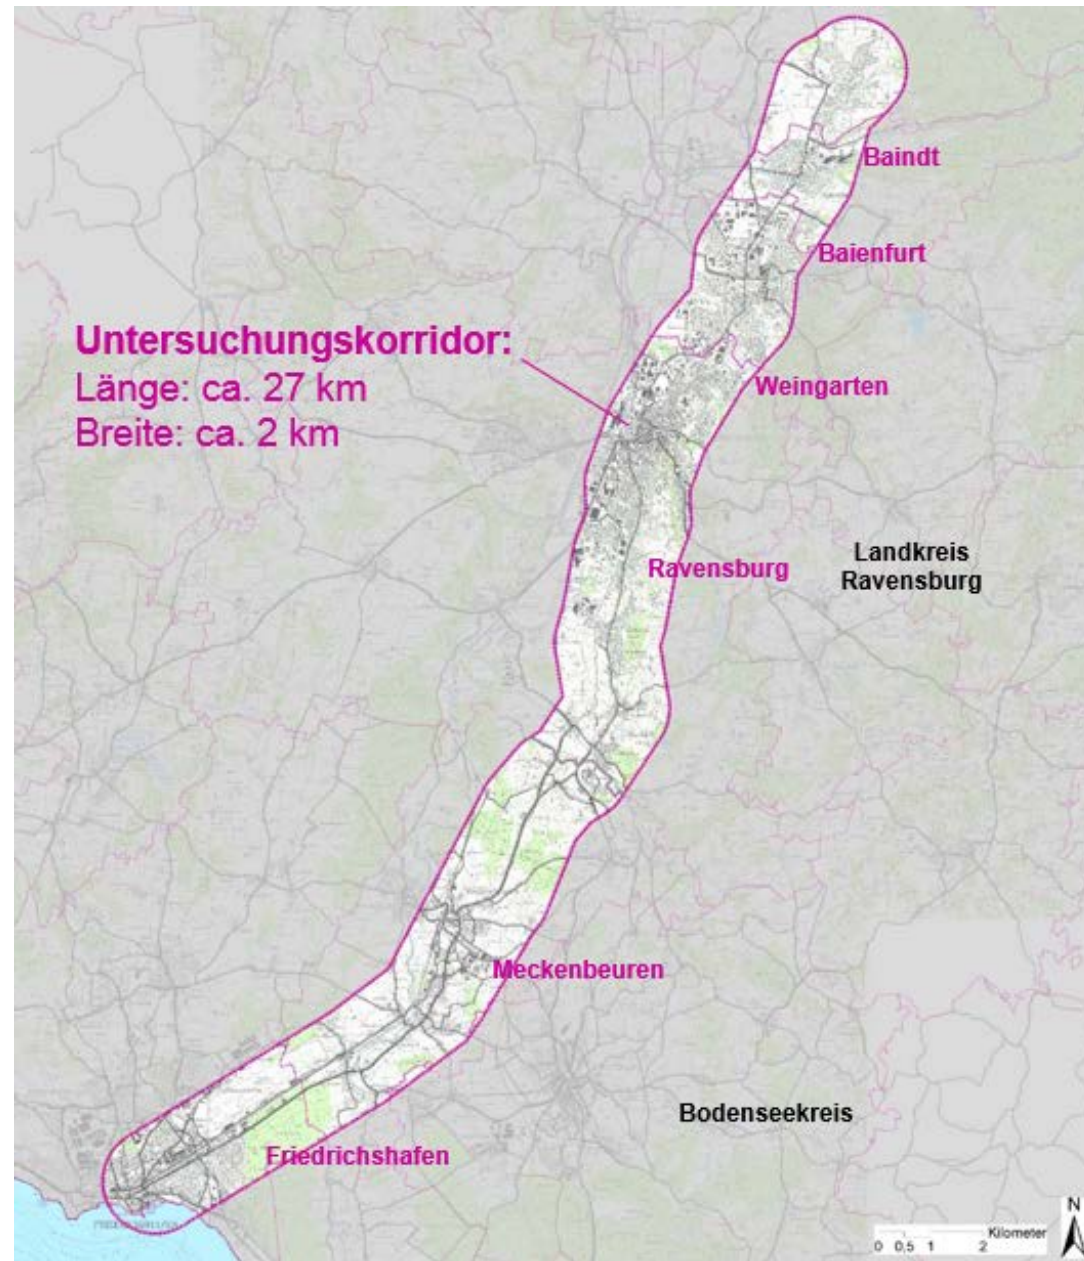 Baindt
Baienfurt
Untersuchungskorridor:
Länge: ca. 27 km
Breite: ca. 2 km
Weingarten
Landkreis
Ravensburg
Ravensburg
Meckenbeuren
Bodenseekreis
Friedrichshafen
N
Kilometer
0 0,5 1 2